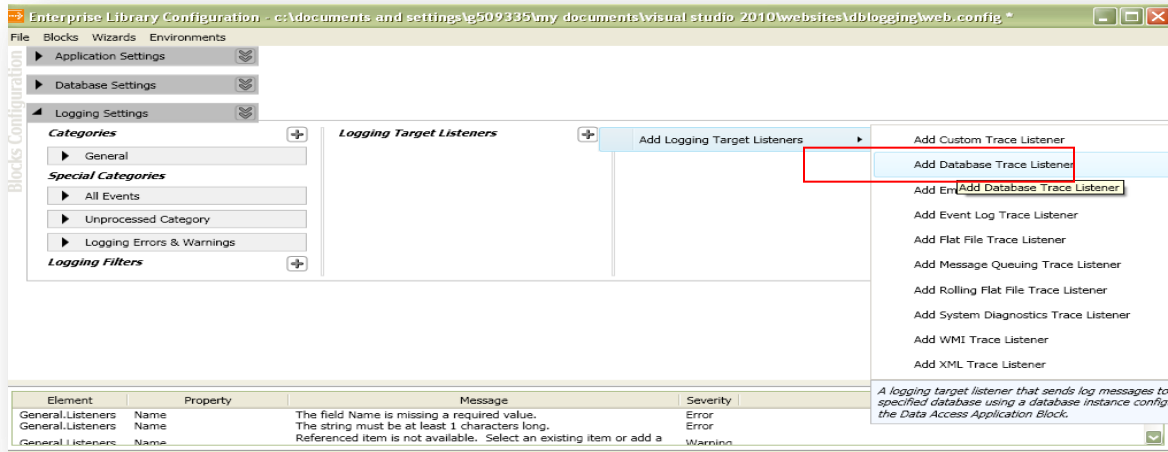 Enterprise Library Configuration - c:\documents and settings\g509335\my documents\visual studio 2010\websites\dblogging\web.config *
File Blocks Wizards Environments
Blocks Configuration
Application Settings
Database Settings
Logging Settings
Categories
General
Special Categories
All Events
Unprocessed Category
Logging Errors & Warnings
Logging Filters
Logging Target Listeners
Add Logging Target Listeners
Add Custom Trace Listener
Add Database Trace Listener
Add Em
Add Database Trace Listener
Add Event Log Trace Listener
Add Flat File Trace Listener
Add Message Queuing Trace Listener
Add Rolling Flat File Trace Listener
Add System Diagnostics Trace Listener
Add WMI Trace Listener
Add XML Trace Listener
A logging target listener that sends log messages to
specified database using a database instance config
the Data Access Application Block.
Element Property Message Severity
General.Listeners Name The field Name is missing a required value. Error
General.Listeners Name The string must be at least 1 characters long. Error
General.Listeners Name Referenced item is not available. Select an existing item or add a Warning